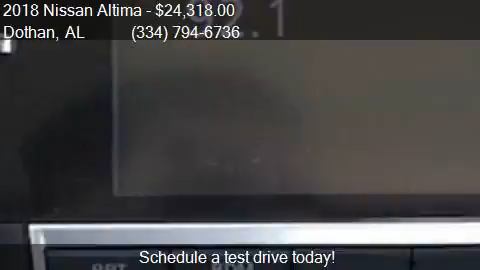 2018 Nissan Altima - $24,318.00
Dothan, AL (334) 794-6736
Schedule a test drive today!